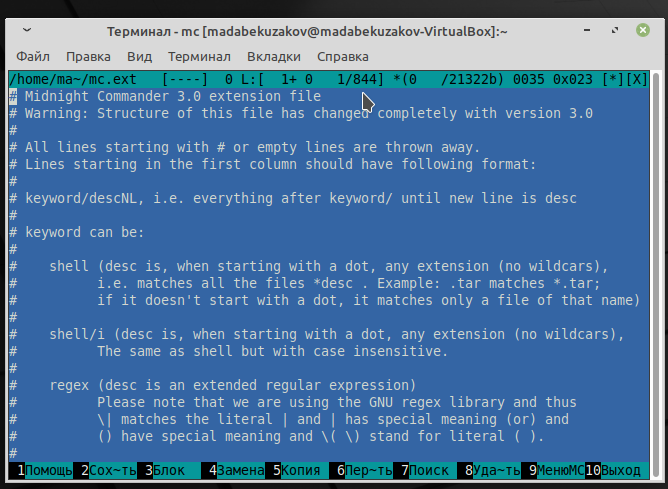 Терминал - mc [madabekuzakov@madabekuzakov-VirtualBox]:~
Файл Правка Вид Терминал Вкладки Справка
/home/ma~/mc.ext [----] 0 L:[ 1+ 0 1/844] *(0 /21322b) 0035 0x023 [*][X]
# Midnight Commander 3.0 extension file
# Warning: Structure of this file has changed completely with version 3.0
#
# All lines starting with # or empty lines are thrown away.
# Lines starting in the first column should have following format:
#
# keyword/descNL, i.e. everything after keyword/ until new line is desc
#
# keyword can be:
#
# shell (desc is, when starting with a dot, any extension (no wildcars),
# i.e. matches all the files *desc . Example: .tar matches *.tar;
# if it doesn't start with a dot, it matches only a file of that name)
#
# shell/i (desc is, when starting with a dot, any extension (no wildcars),
# The same as shell but with case insensitive.
#
# regex (desc is an extended regular expression)
# Please note that we are using the GNU regex library and thus
# \| matches the literal | and | has special meaning (or) and
# () have special meaning and \( \) stand for literal ( ).
#
1Помощь 2Сох~ть 3Блок 4Замена 5Копия 6Пер~ть 7Поиск 8Уда~ть 9МенюMC 10Выход